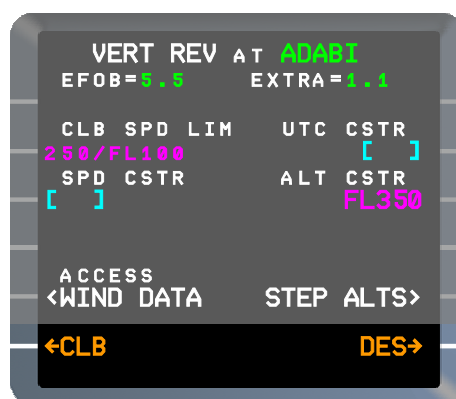 VERT REV AT ADABI
EFOB=5.5 EXTRA=1.1
CLB SPD LIM UTC CSTR
250/FL100 [ ]
SPD CSTR ALT CSTR
[ ] FL350
ACCESS
<WIND DATA STEP ALTS>
←CLB DES→